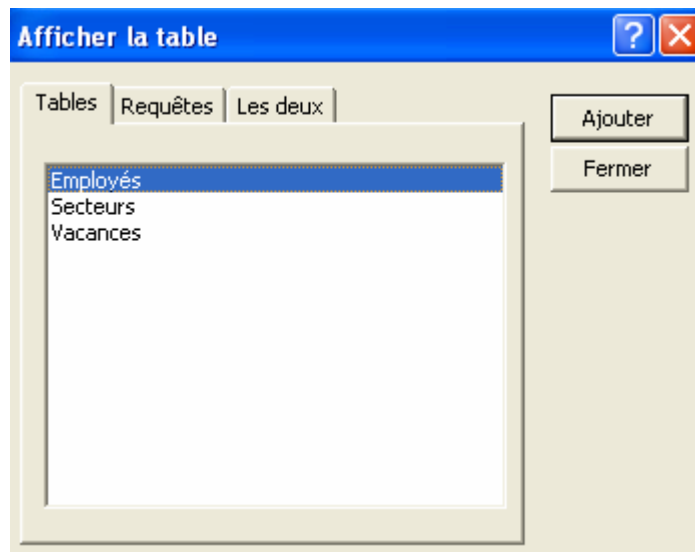 Afficher la table
Tables Requêtes Les deux
Ajouter
Fermer
Employés
Secteurs
Vacances